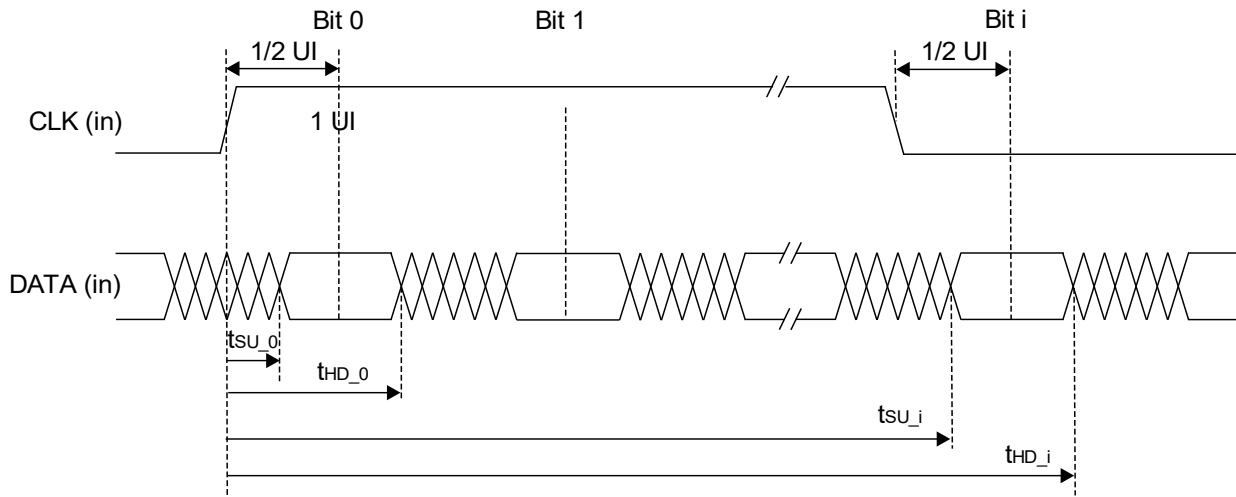 Bit 0
Bit 1
Bit i
1/2 UI
1/2 UI
CLK (in)
1 UI
DATA (in)
tSU_0
tHD_0
tSU_i
tHD_i